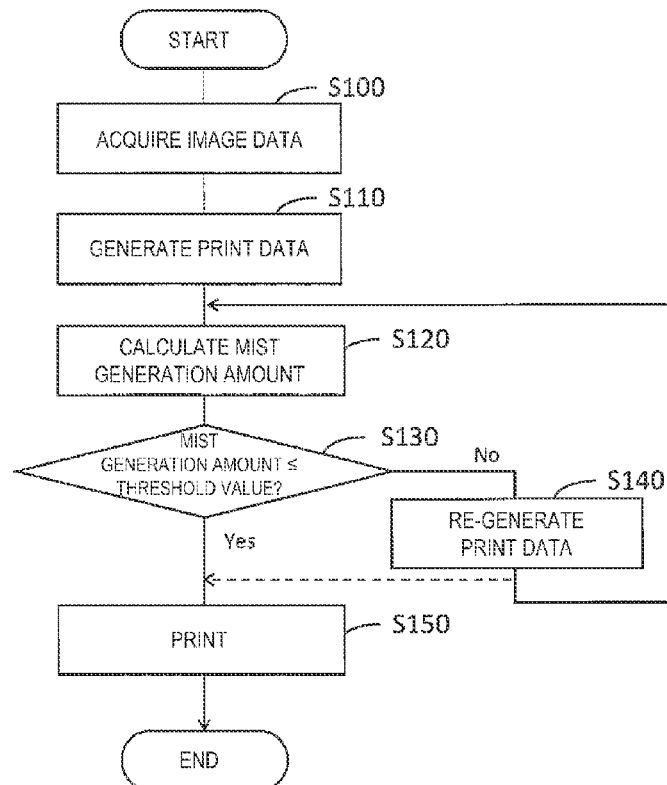 START
S100
ACQUIRE IMAGE DATA
S110
GENERATE PRINT DATA
S120
CALCULATE MIST
GENERATION AMOUNT
S130
MIST
GENERATION AMOUNT ≤
THRESHOLD VALUE?
No
S140
RE-GENERATE
PRINT DATA
Yes
S150
PRINT
END